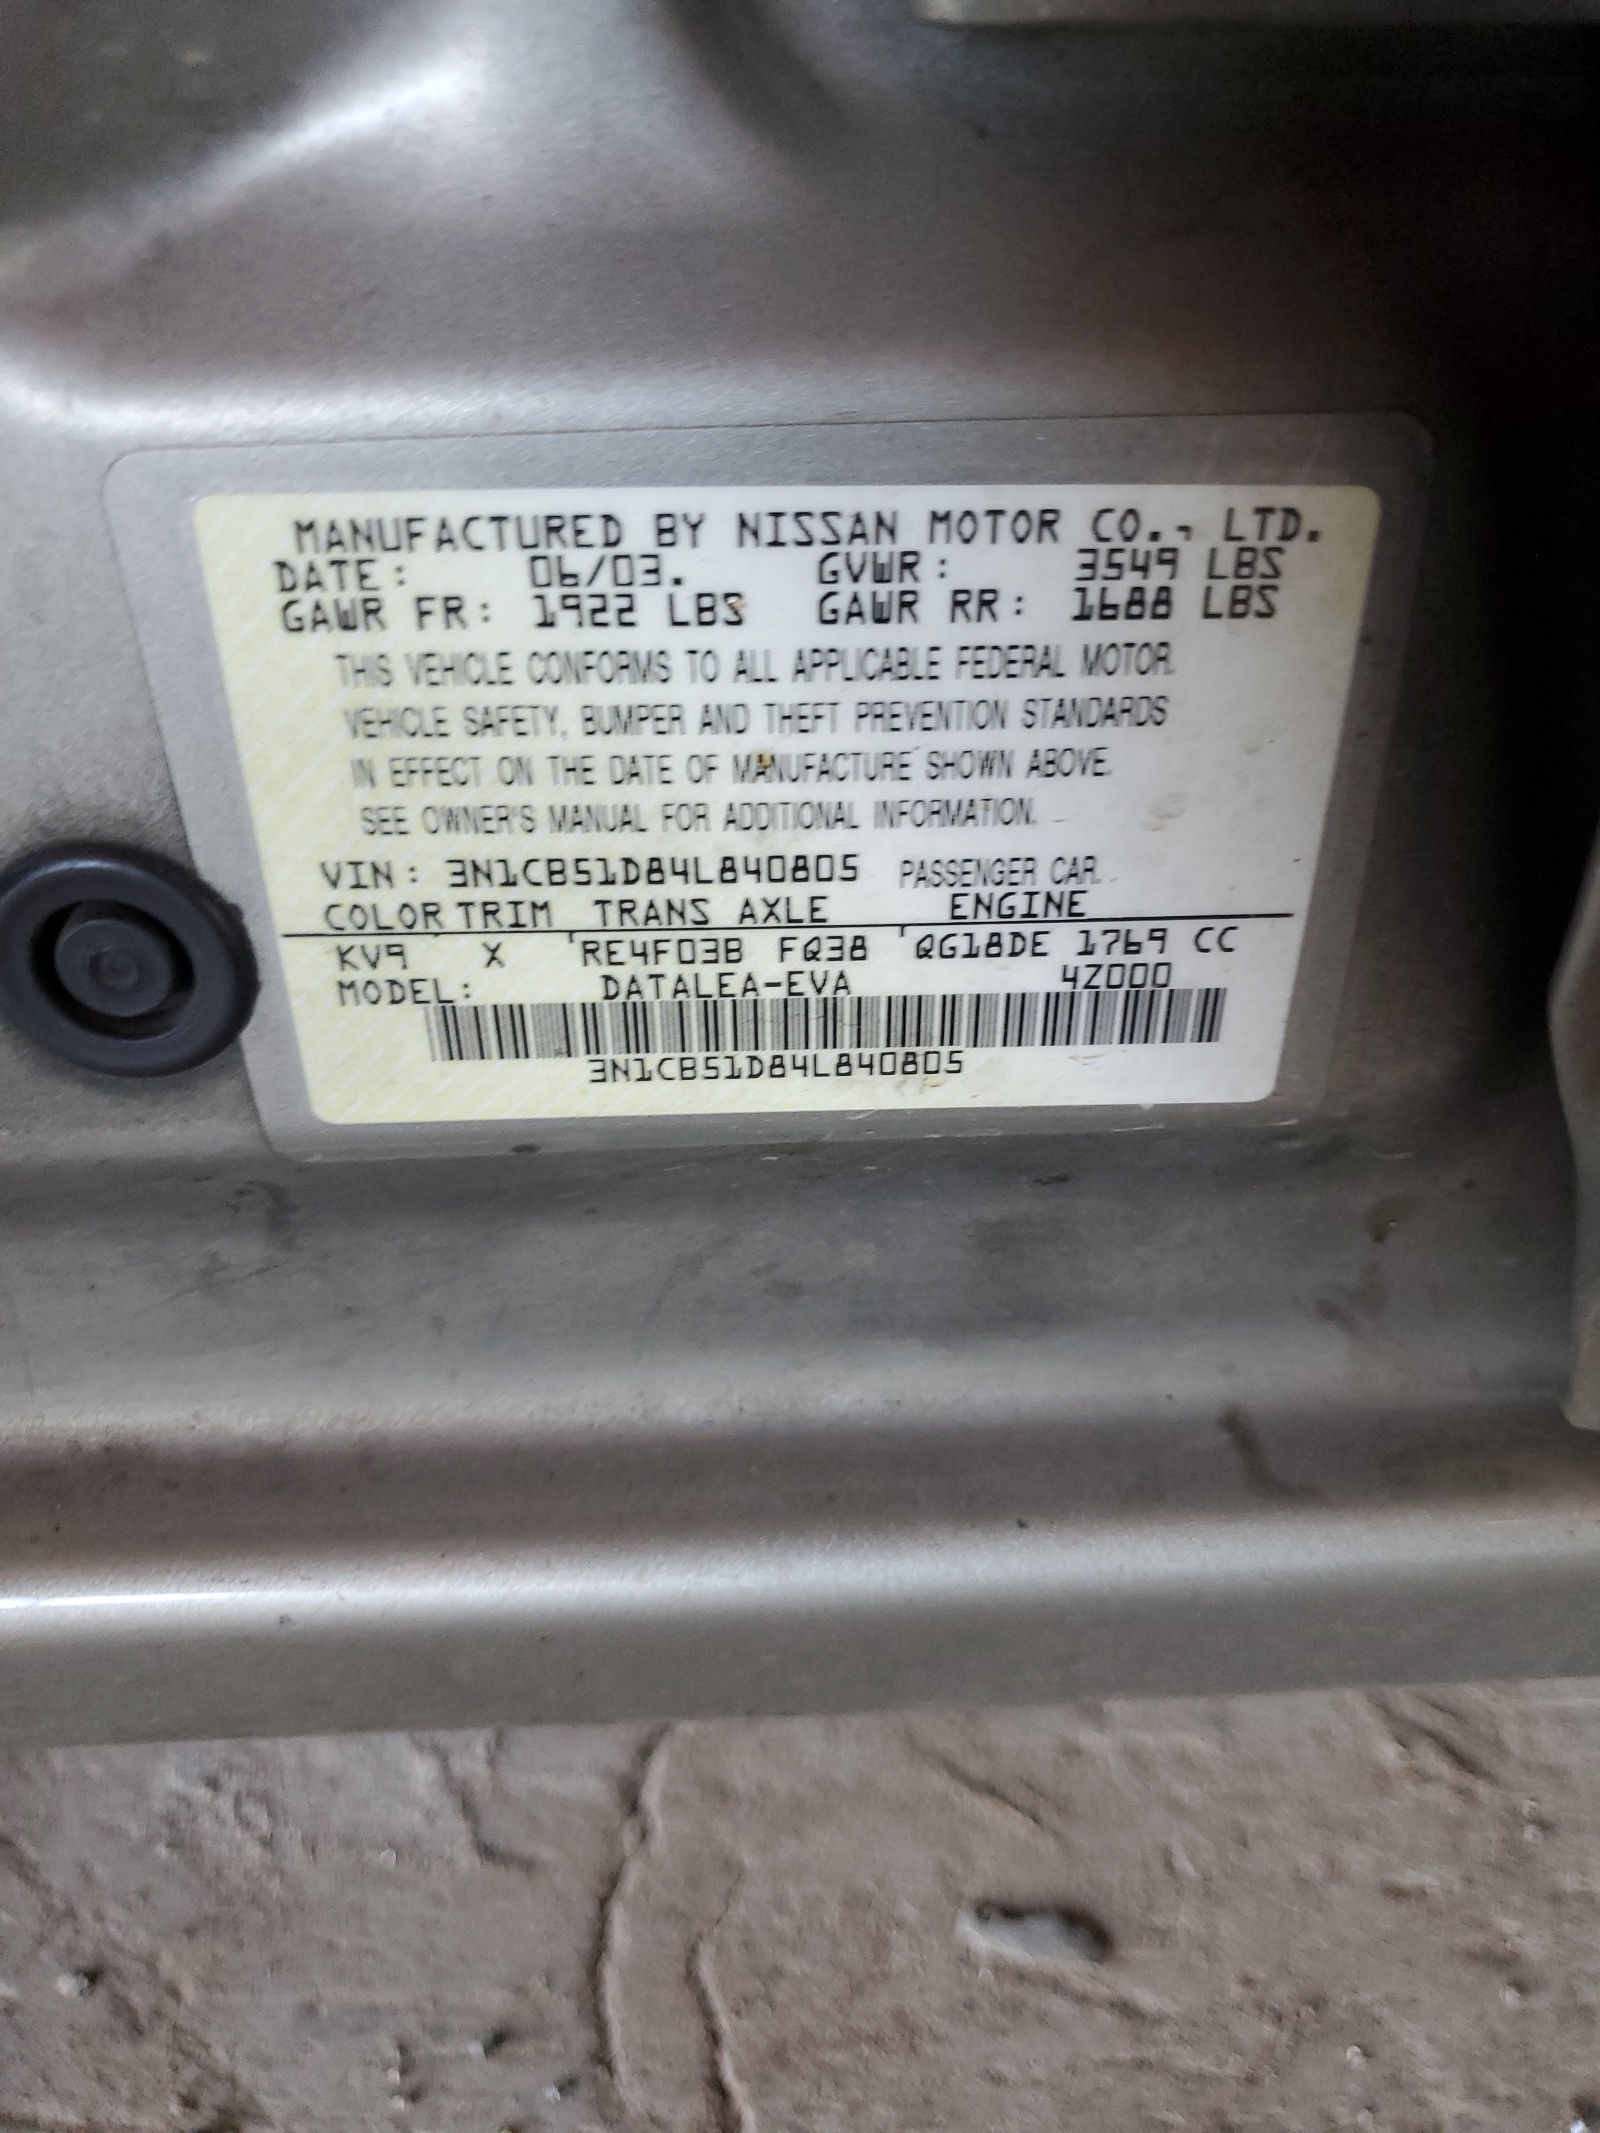 MANUFACTURED BY NISSAN MOTOR CO., LTD.
DATE: 06/03. GVWR: 3549 LBS
GAWR FR: 1922 LBS GAWR RR: 1688 LBS
THIS VEHICLE CONFORMS TO ALL APPLICABLE FEDERAL MOTOR
VEHICLE SAFETY, BUMPER AND THEFT PREVENTION STANDARDS
IN EFFECT ON THE DATE OF MANUFACTURE SHOWN ABOVE.
SEE OWNER'S MANUAL FOR ADDITIONAL INFORMATION.
VIN: 3N1CB51D84L840805 PASSENGER CAR.
COLOR TRIM TRANS AXLE ENGINE
KV9 X RE4F03B FQ38 QG18DE 1769 CC
MODEL: DATALEA-EVA 4Z000
3N1CB51D84L840805